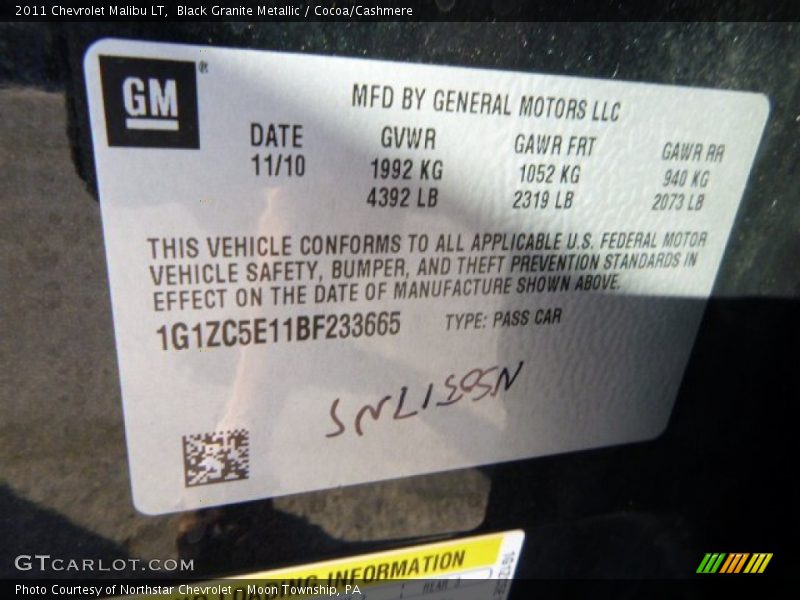 2011 Chevrolet Malibu LT, Black Granite Metallic / Cocoa/Cashmere
GM ®
MFD BY GENERAL MOTORS LLC
DATE GVWR GAWR FRT GAWR RR
11/10 1992 KG 1052 KG 940 KG
4392 LB 2319 LB 2073 LB
THIS VEHICLE CONFORMS TO ALL APPLICABLE U.S. FEDERAL MOTOR
VEHICLE SAFETY, BUMPER, AND THEFT PREVENTION STANDARDS IN
EFFECT ON THE DATE OF MANUFACTURE SHOWN ABOVE.
1G1ZC5E11BF233665 TYPE: PASS CAR
LOADING INFORMATION
GTCARLOT.COM
Photo Courtesy of Northstar Chevrolet - Moon Township, PA